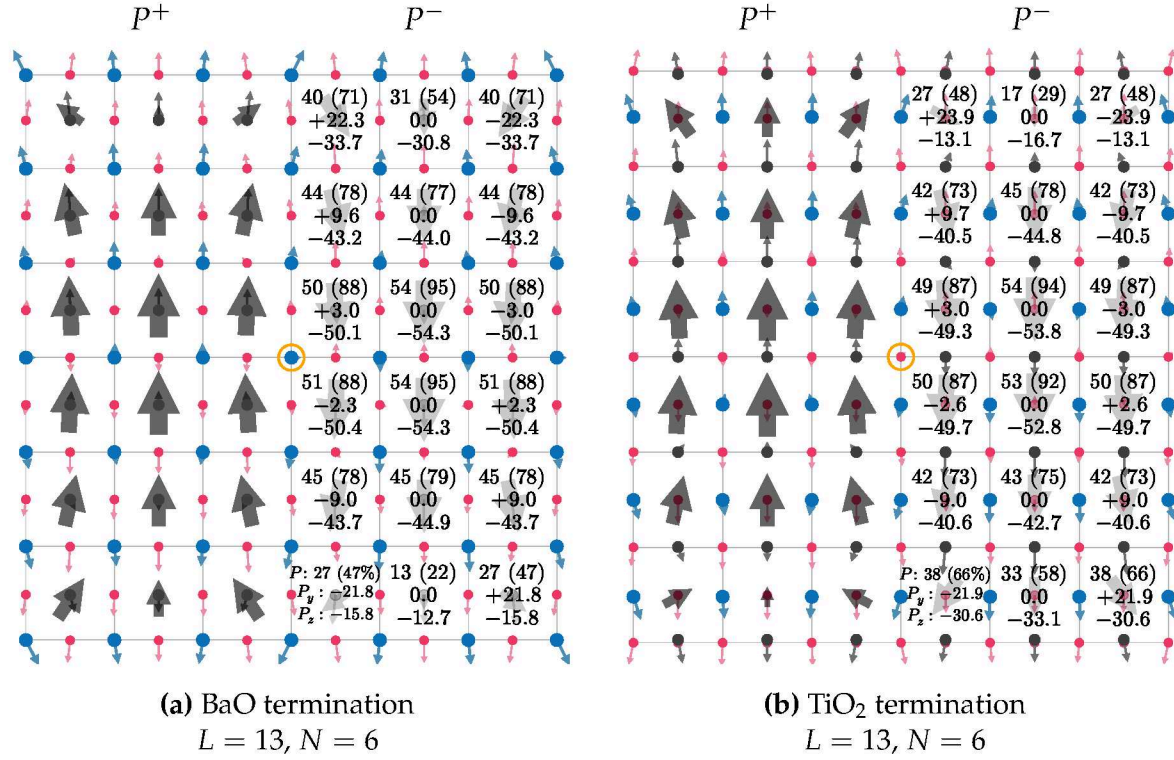 P⁺ P⁻
40 (71) 31 (54) 40 (71)
+22.3 0.0 −22.3
−33.7 −30.8 −33.7
44 (78) 44 (77) 44 (78)
+9.6 0.0 −9.6
−43.2 −44.0 −43.2
50 (88) 54 (95) 50 (88)
+3.0 0.0 −3.0
−50.1 −54.3 −50.1
51 (88) 54 (95) 51 (88)
−2.3 0.0 +2.3
−50.4 −54.3 −50.4
45 (78) 45 (79) 45 (78)
−9.0 0.0 +9.0
−43.7 −44.9 −43.7
P: 27 (47%) 13 (22) 27 (47)
P_y: −21.8 0.0 +21.8
P_z: −15.8 −12.7 −15.8
(a) BaO termination
L = 13, N = 6
P⁺ P⁻
27 (48) 17 (29) 27 (48)
+23.9 0.0 −23.9
−13.1 −16.7 −13.1
42 (73) 45 (78) 42 (73)
+9.7 0.0 −9.7
−40.5 −44.8 −40.5
49 (87) 54 (94) 49 (87)
+3.0 0.0 −3.0
−49.3 −53.8 −49.3
50 (87) 53 (92) 50 (87)
−2.6 0.0 +2.6
−49.7 −52.8 −49.7
42 (73) 43 (75) 42 (73)
−9.0 0.0 +9.0
−40.6 −42.7 −40.6
P: 38 (66%) 33 (58) 38 (66)
P_y: −21.9 0.0 +21.9
P_z: −30.6 −33.1 −30.6
(b) TiO₂ termination
L = 13, N = 6